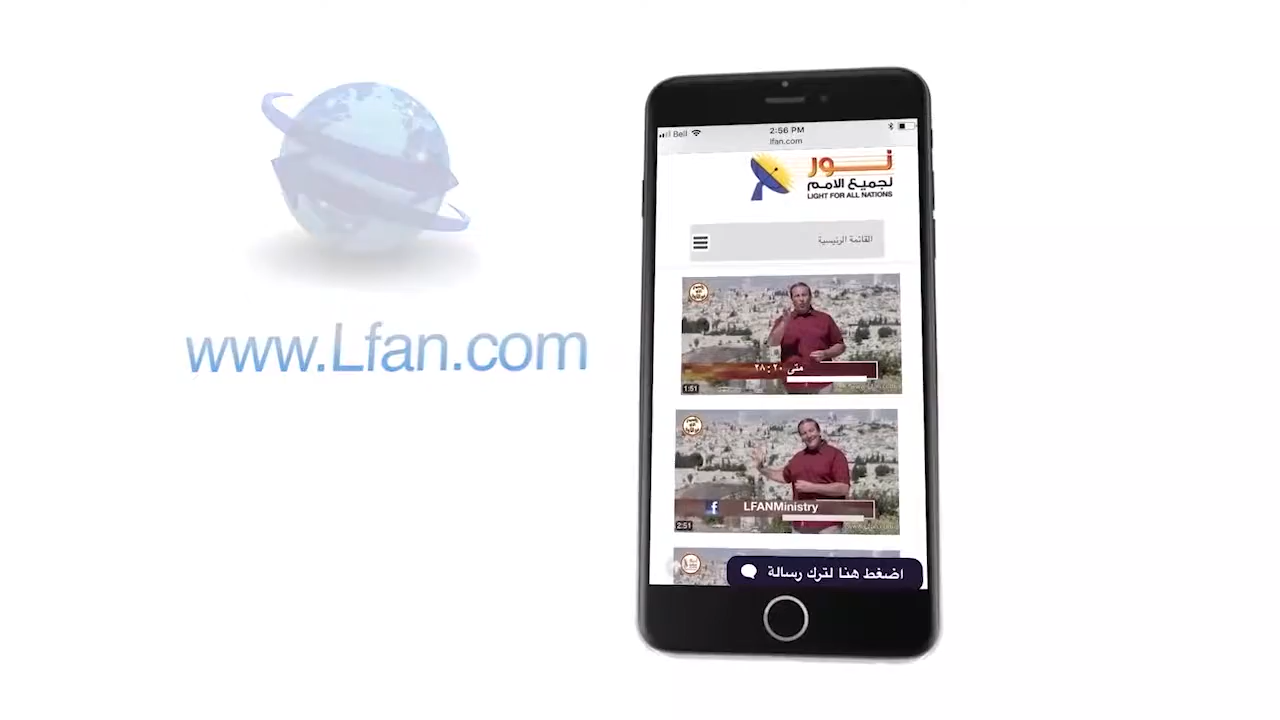 www.Lfan.com
Bell
2:56 PM
lfan.com
نور
لجميع الامم
LIGHT FOR ALL NATIONS
القائمة الرئيسية
متى ٢٠ : ٢٨
1:51
LFANMinistry
2:51
اضغط هنا لترك رسالة